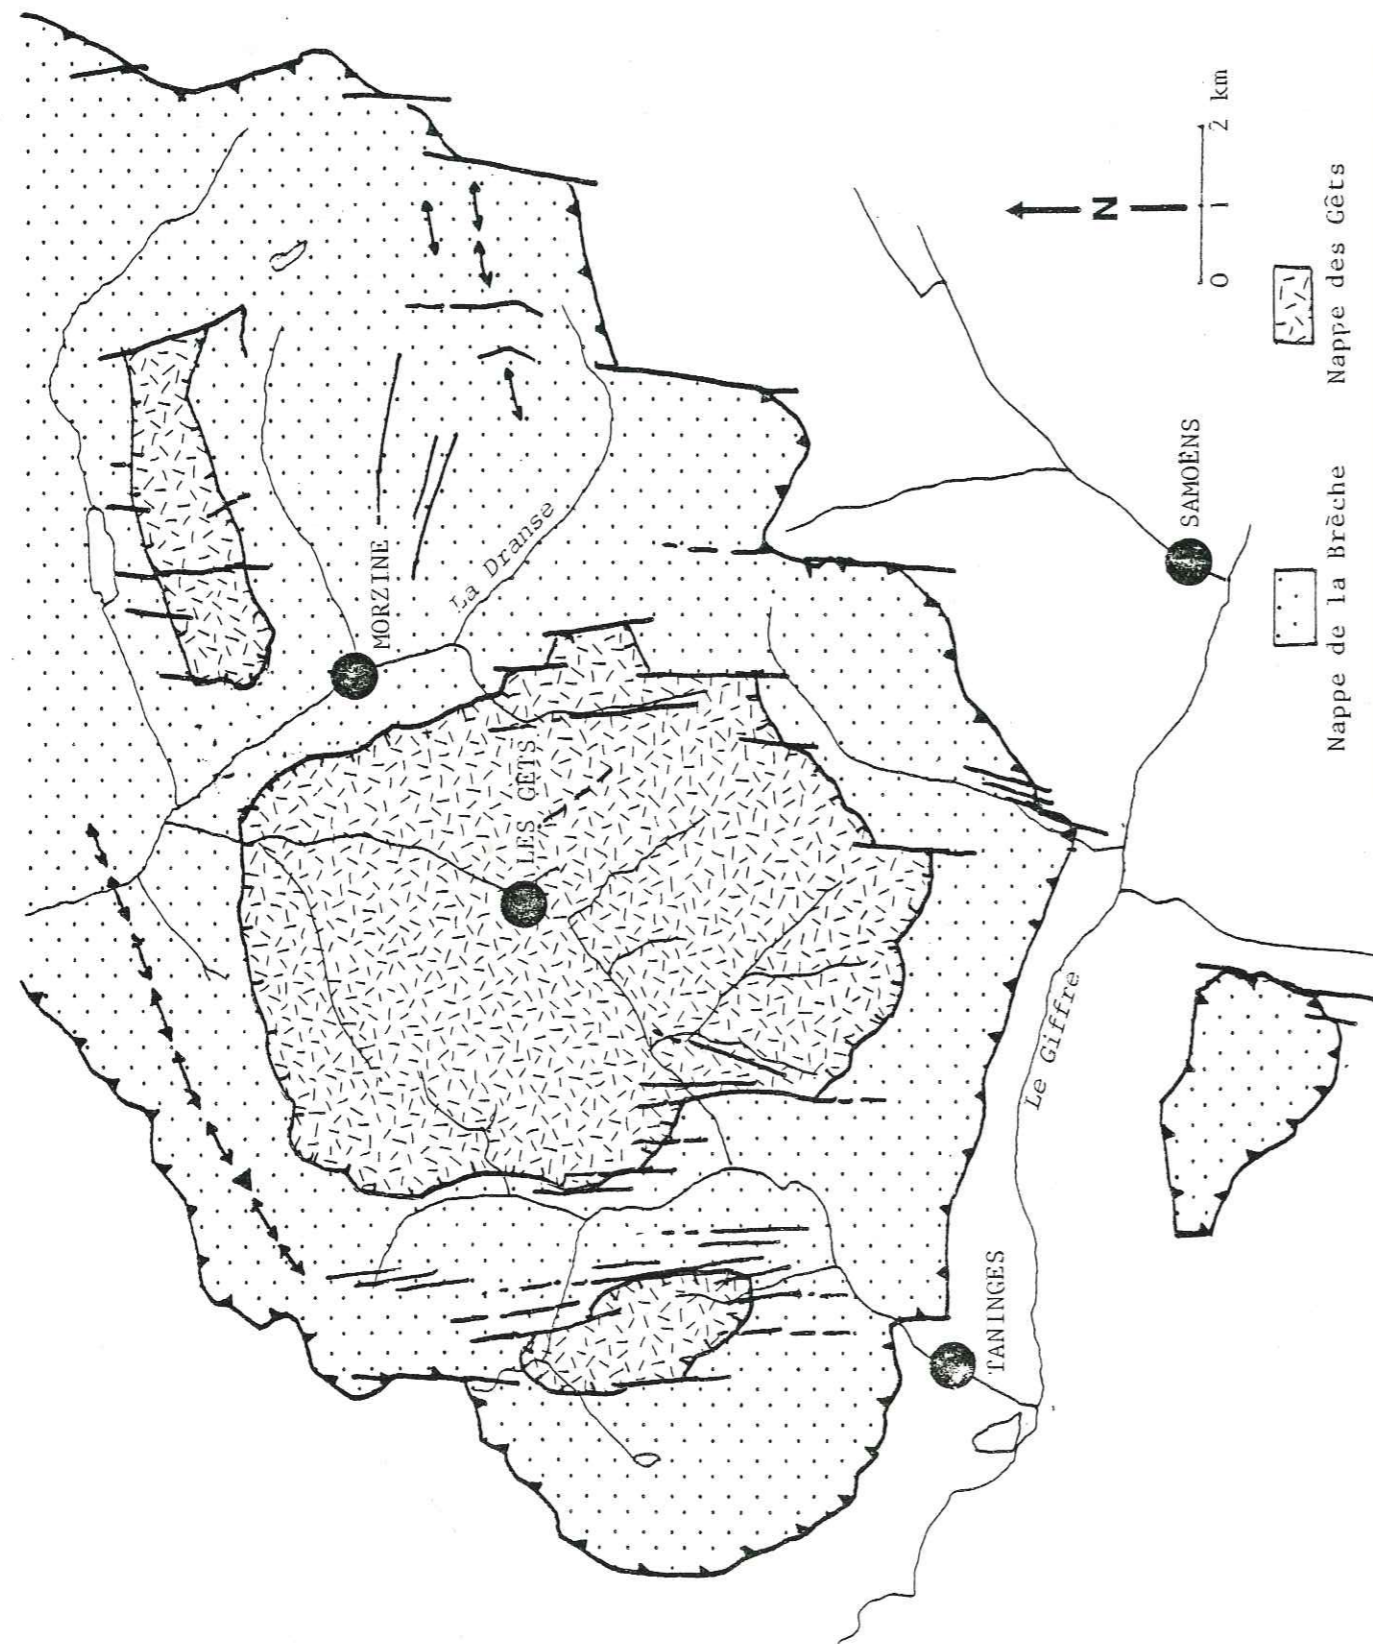 MORZINE
La Dranse
LES GÊTS
SAMOËNS
Le Giffre
TANINGES
N
0 1 2 km
Nappe de la Brèche
Nappe des Gêts